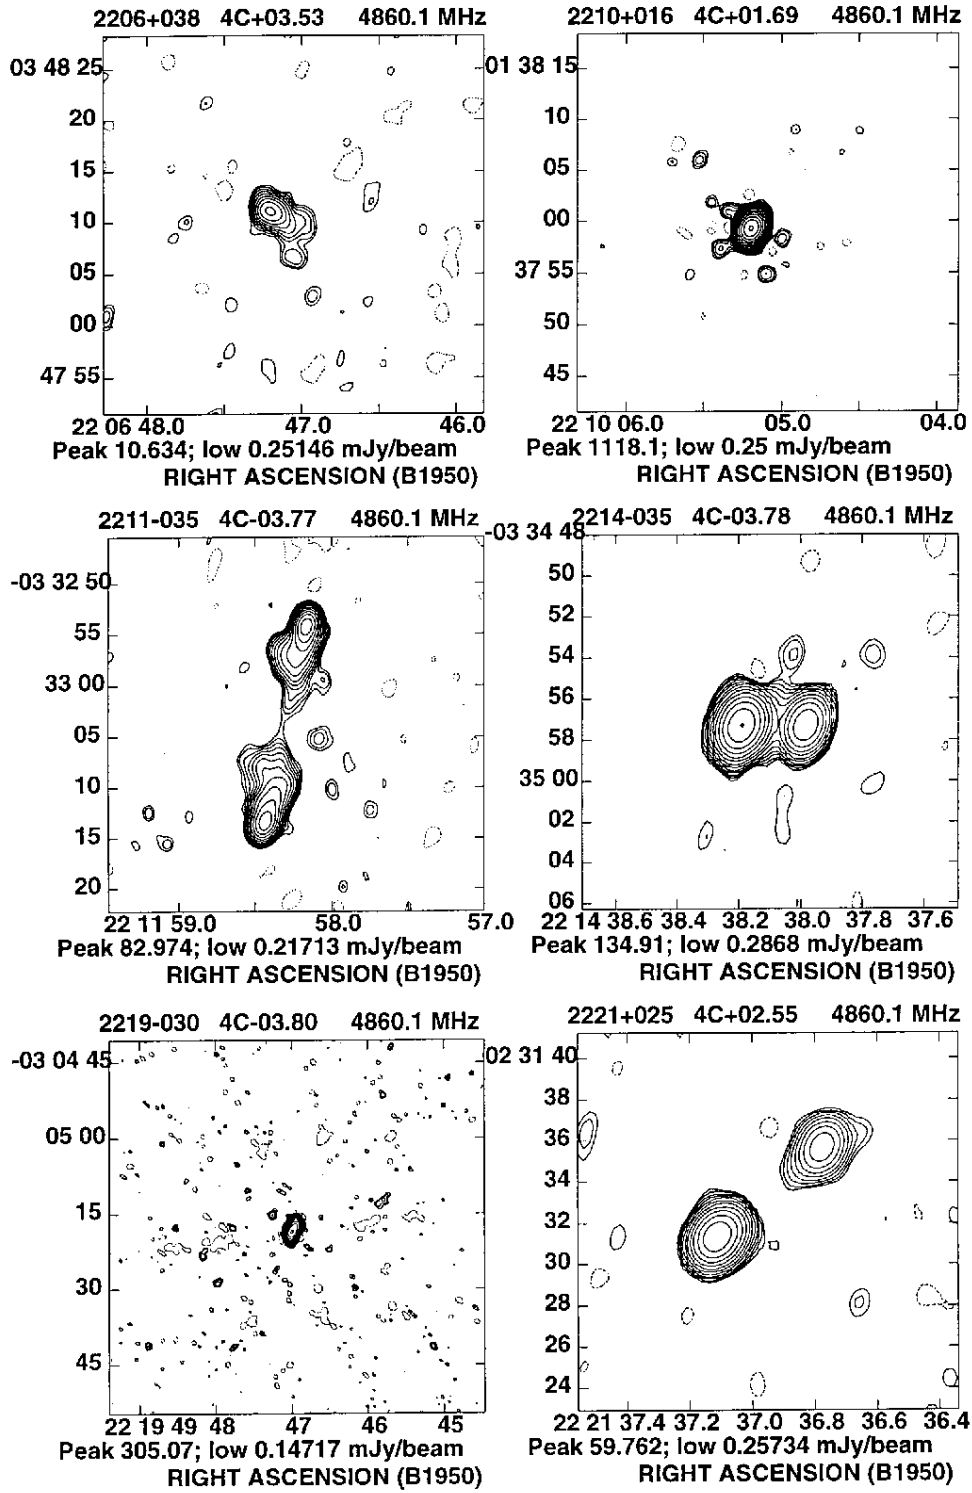 2206+038 4C+03.53 4860.1 MHz
03 48 25
20
15
10
05
00
47 55
22 06 48.0 47.0 46.0
Peak 10.634; low 0.25146 mJy/beam
RIGHT ASCENSION (B1950)
2210+016 4C+01.69 4860.1 MHz
01 38 15
10
05
00
37 55
50
45
22 10 06.0 05.0 04.0
Peak 1118.1; low 0.25 mJy/beam
RIGHT ASCENSION (B1950)
2211-035 4C-03.77 4860.1 MHz
-03 32 50
55
33 00
05
10
15
20
22 11 59.0 58.0 57.0
Peak 82.974; low 0.21713 mJy/beam
RIGHT ASCENSION (B1950)
2214-035 4C-03.78 4860.1 MHz
-03 34 48
50
52
54
56
58
35 00
02
04
06
22 14 38.6 38.4 38.2 38.0 37.8 37.6
Peak 134.91; low 0.2868 mJy/beam
RIGHT ASCENSION (B1950)
2219-030 4C-03.80 4860.1 MHz
-03 04 45
05 00
15
30
45
22 19 49 48 47 46 45
Peak 305.07; low 0.14717 mJy/beam
RIGHT ASCENSION (B1950)
2221+025 4C+02.55 4860.1 MHz
02 31 40
38
36
34
32
30
28
26
24
22 21 37.4 37.2 37.0 36.8 36.6 36.4
Peak 59.762; low 0.25734 mJy/beam
RIGHT ASCENSION (B1950)